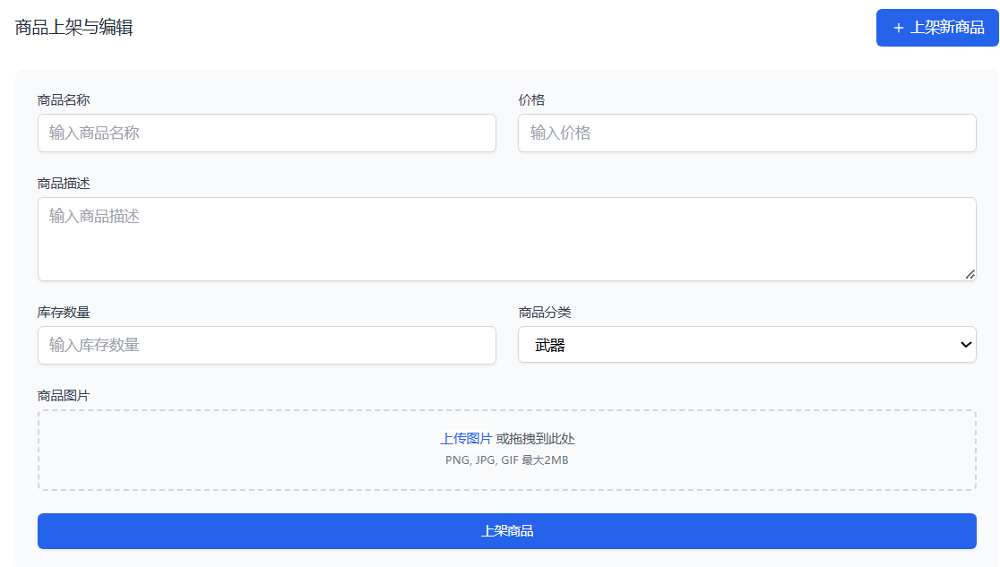 商品上架与编辑
+ 上架新商品
商品名称
价格
输入商品名称
输入价格
商品描述
输入商品描述
库存数量
商品分类
输入库存数量
武器
商品图片
上传图片 或拖拽到此处
PNG, JPG, GIF 最大2MB
上架商品